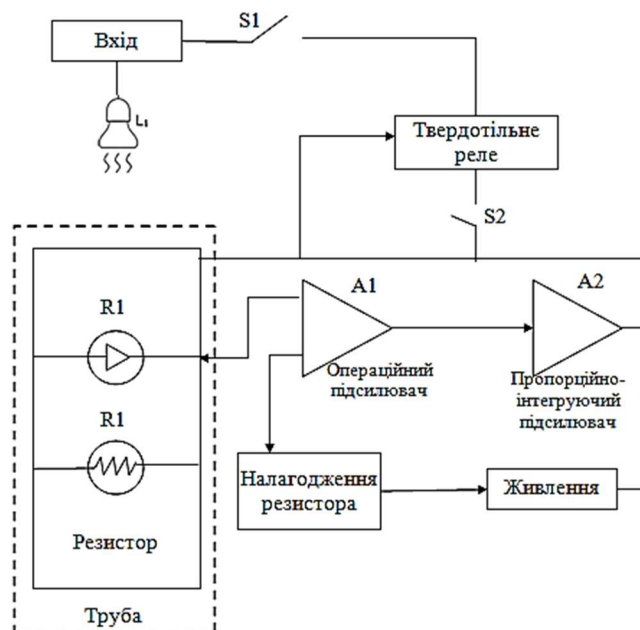 S1
Вхід
L₁
Твердотільне
реле
S2
A1
A2
R1
Операційний
підсилювач
Пропорційно-
інтегруючий
підсилювач
R1
Налагодження
резистора
Живлення
Резистор
Труба